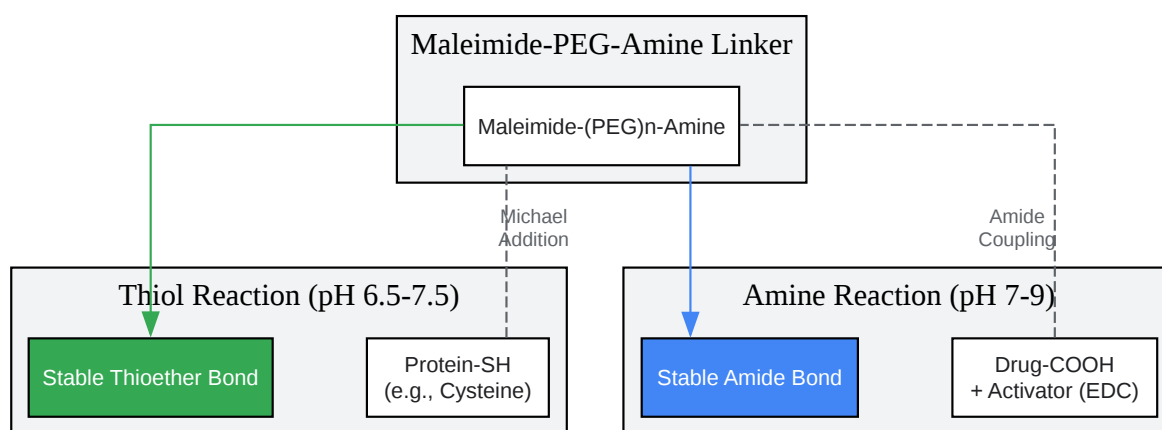 Maleimide-PEG-Amine Linker
Maleimide-(PEG)n-Amine
Michael
Addition
Amide
Coupling
Thiol Reaction (pH 6.5-7.5)
Stable Thioether Bond
Protein-SH
(e.g., Cysteine)
Amine Reaction (pH 7-9)
Stable Amide Bond
Drug-COOH
+ Activator (EDC)